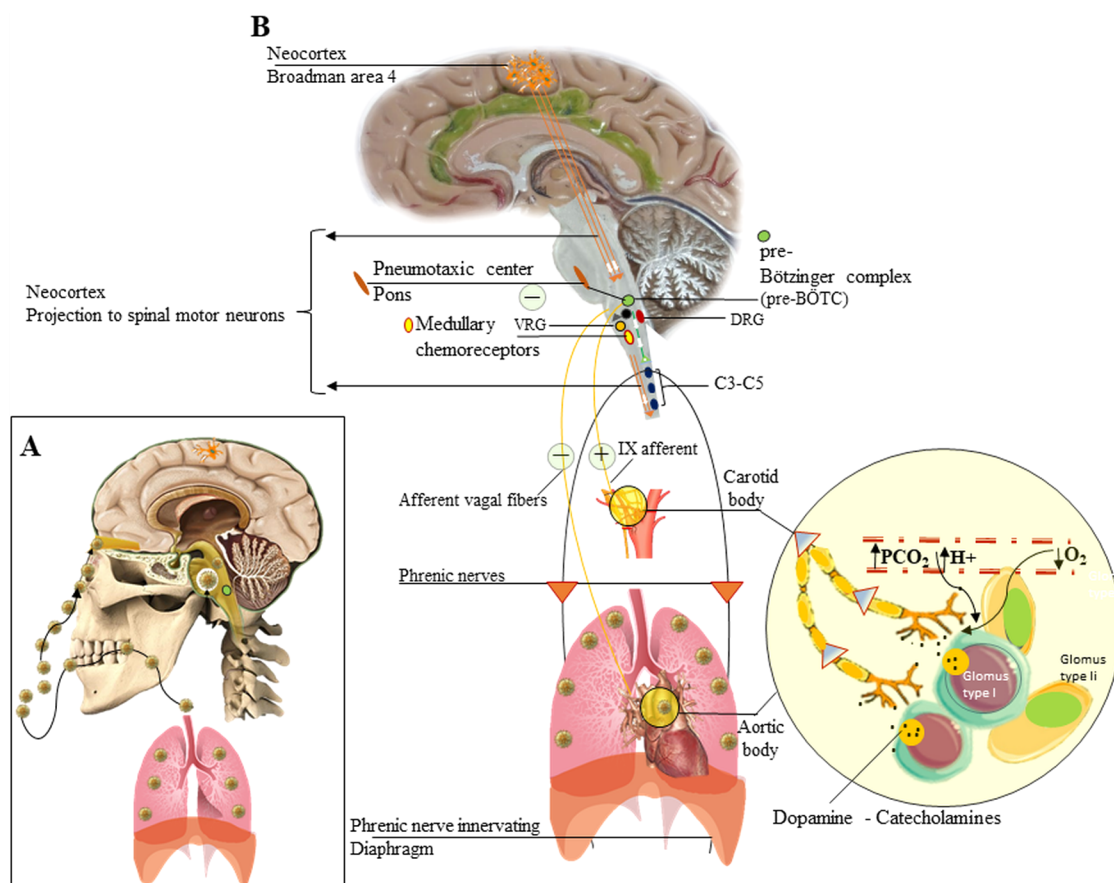 B
Neocortex
Broadman area 4
Neocortex
Projection to spinal motor neurons
Pneumotaxic center
Pons
−
Medullary
chemoreceptors
VRG
pre-
Bötzinger complex
(pre-BÖTC)
DRG
C3-C5
A
−
+
IX afferent
Afferent vagal fibers
Carotid
body
Phrenic nerves
Aortic
body
Phrenic nerve innervating
Diaphragm
↑PCO₂
↑H+
↓O₂
Glomus
type I
Glomus
type Ii
Dopamine - Catecholamines